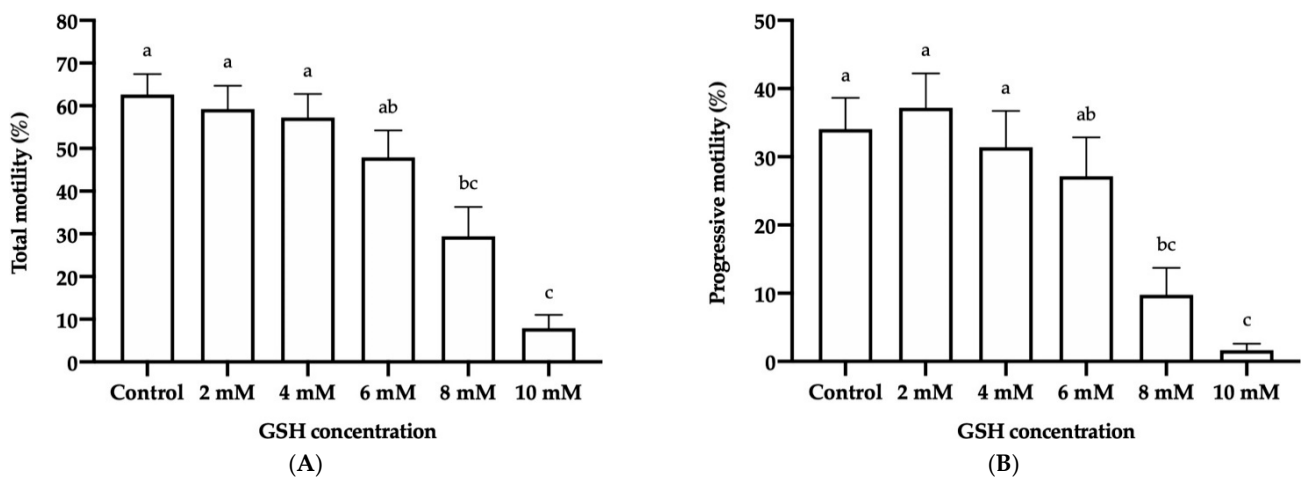 Total motility (%)
80
70
60
50
40
30
20
10
0
a
a
a
ab
bc
c
Control 2 mM 4 mM 6 mM 8 mM 10 mM
GSH concentration
(A)
Progressive motility (%)
50
40
30
20
10
0
a
a
a
ab
bc
c
Control 2 mM 4 mM 6 mM 8 mM 10 mM
GSH concentration
(B)